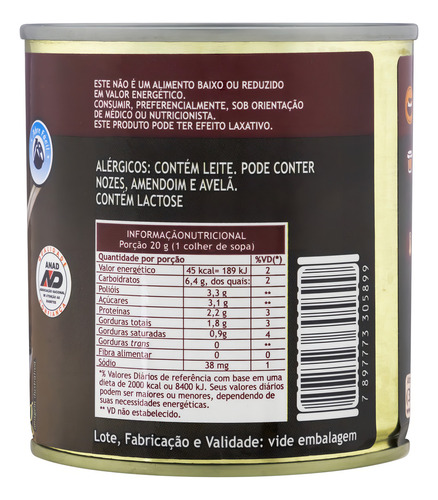 ESTE NÃO É UM ALIMENTO BAIXO OU REDUZIDO
EM VALOR ENERGÉTICO.
CONSUMIR, PREFERENCIALMENTE, SOB ORIENTAÇÃO
DE MÉDICO OU NUTRICIONISTA.
ESTE PRODUTO PODE TER EFEITO LAXATIVO.
Abre Fácil
ALÉRGICOS: CONTÉM LEITE. PODE CONTER
NOZES, AMENDOIM E AVELÃ.
CONTÉM LACTOSE
ANAD
INFORMAÇÃONUTRICIONAL
Porção 20 g (1 colher de sopa)
Quantidade por porção %VD(*)
Valor energético 45 kcal= 189 kJ 2
Carboidratos 6,4 g, dos quais: 2
Polióis 3,3 g **
Açúcares 3,1 g **
Proteínas 2,2 g 3
Gorduras totais 1,8 g 3
Gorduras saturadas 0,9g 4
Gorduras trans 0 **
Fibra alimentar 0 0
Sódio 38 mg 1
*% Valores Diários de referência com base em uma
dieta de 2000 kcal ou 8400 kJ. Seus valores diários
podem ser maiores ou menores, dependendo de
suas necessidades energéticas.
** VD não estabelecido.
7 897773 305899
Lote, Fabricação e Validade: vide embalagem